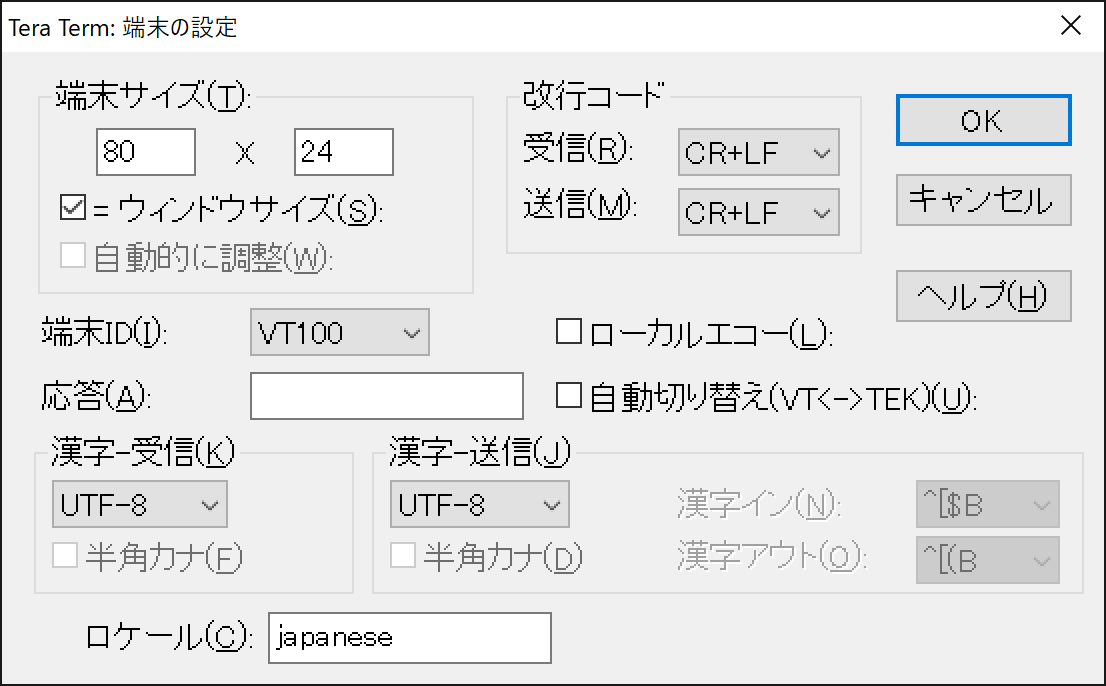 Tera Term: 端末の設定
端末サイズ(T):
80 X 24
= ウィンドウサイズ(S):
自動的に調整(W):
改行コード
受信(R): CR+LF
送信(M): CR+LF
OK
キャンセル
ヘルプ(H)
端末ID(I): VT100
ローカルエコー(L):
応答(A):
自動切り替え(VT<->TEK)(U):
漢字-受信(K)
UTF-8
半角カナ(F)
漢字-送信(J)
UTF-8
半角カナ(D)
漢字イン(N): ^[$B
漢字アウト(O): ^[(B
ロケール(C): japanese